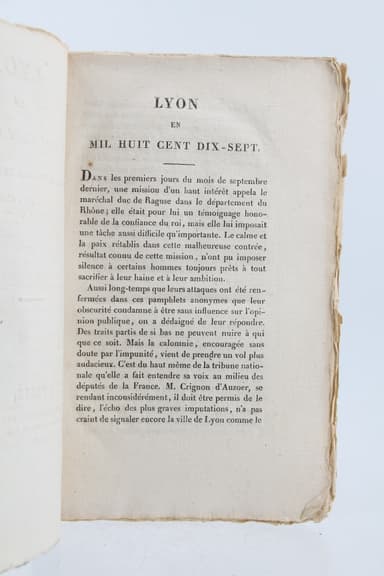 LYON
EN
MIL HUIT CENT DIX-SEPT.
Dans les premiers jours du mois de septembre
dernier, une mission d'un haut intérêt appela le
maréchal duc de Raguse dans le département du
Rhône; elle était pour lui un témoignage hono-
rable de la confiance du roi, mais elle lui imposait
une tâche aussi difficile qu'importante. Le calme et
la paix rétablis dans cette malheureuse contrée,
résultat connu de cette mission, n'ont pu imposer
silence à certains hommes toujours prêts à tout
sacrifier à leur haine et à leur ambition.
Aussi long-temps que leurs attaques ont été ren-
fermées dans ces pamphlets anonymes que leur
obscurité condamne à être sans influence sur l'opi-
nion publique, on a dédaigné de leur répondre.
Des traits partis de si bas ne peuvent nuire à qui
que ce soit. Mais la calomnie, encouragée sans
doute par l'impunité, vient de prendre un vol plus
audacieux. C'est du haut même de la tribune natio-
nale qu'elle a fait entendre sa voix au milieu des
députés de la France. M. Crignon d'Auzoer, se
rendant inconsidérément, il doit être permis de le
dire, l'écho des plus graves imputations, n'a pas
craint de signaler encore la ville de Lyon comme le